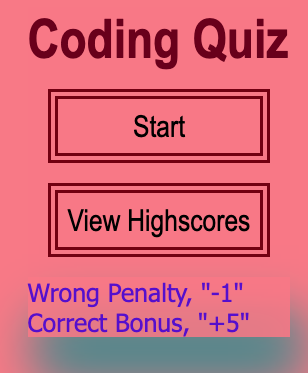 Coding Quiz
Start
View Highscores
Wrong Penalty, "-1"
Correct Bonus, "+5"